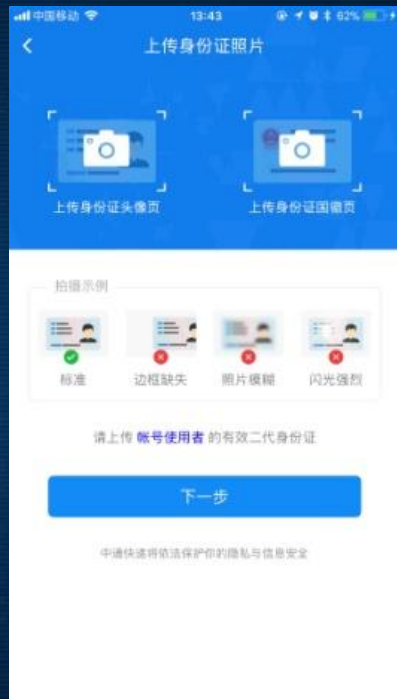 中国移动 13:43 62%
上传身份证照片
上传身份证头像页 上传身份证国徽页
拍摄示例
标准 边框缺失 照片模糊 闪光强烈
请上传 帐号使用者 的有效二代身份证
下一步
中通快递将依法保护你的隐私与信息安全